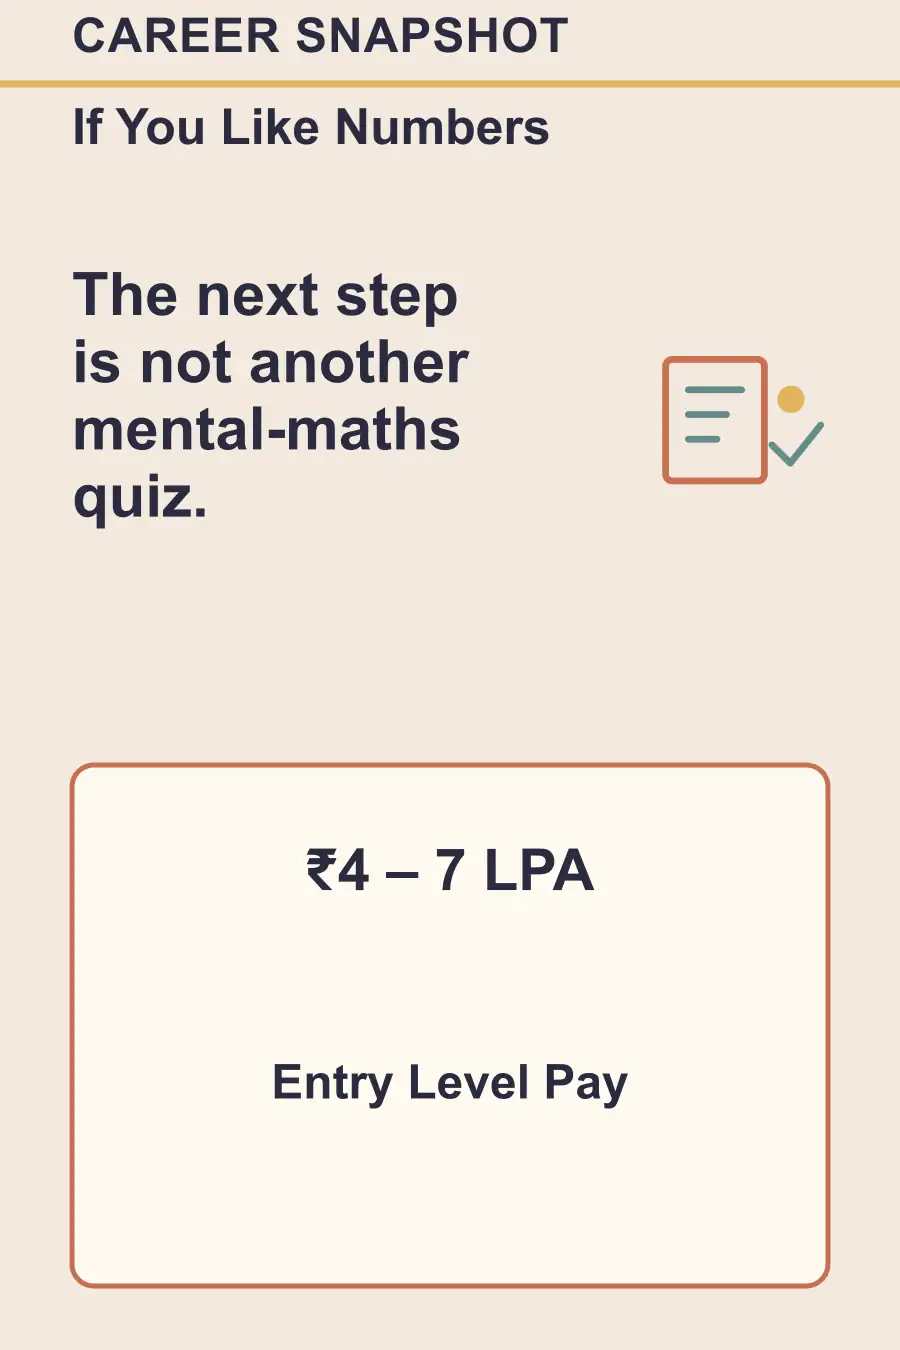 CAREER SNAPSHOT
If You Like Numbers
The next step
is not another
mental-maths
quiz.
₹4 – 7 LPA
Entry Level Pay